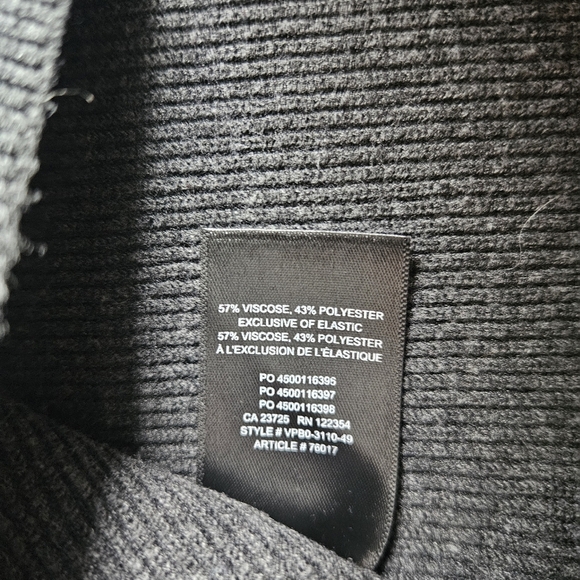 57% VISCOSE, 43% POLYESTER
EXCLUSIVE OF ELASTIC
57% VISCOSE, 43% POLYESTER
À L'EXCLUSION DE L'ÉLASTIQUE
PO 4500116396
PO 4500116397
PO 4500116398
CA 23725 RN 122354
STYLE # VPB0-3110-49
ARTICLE # 76017